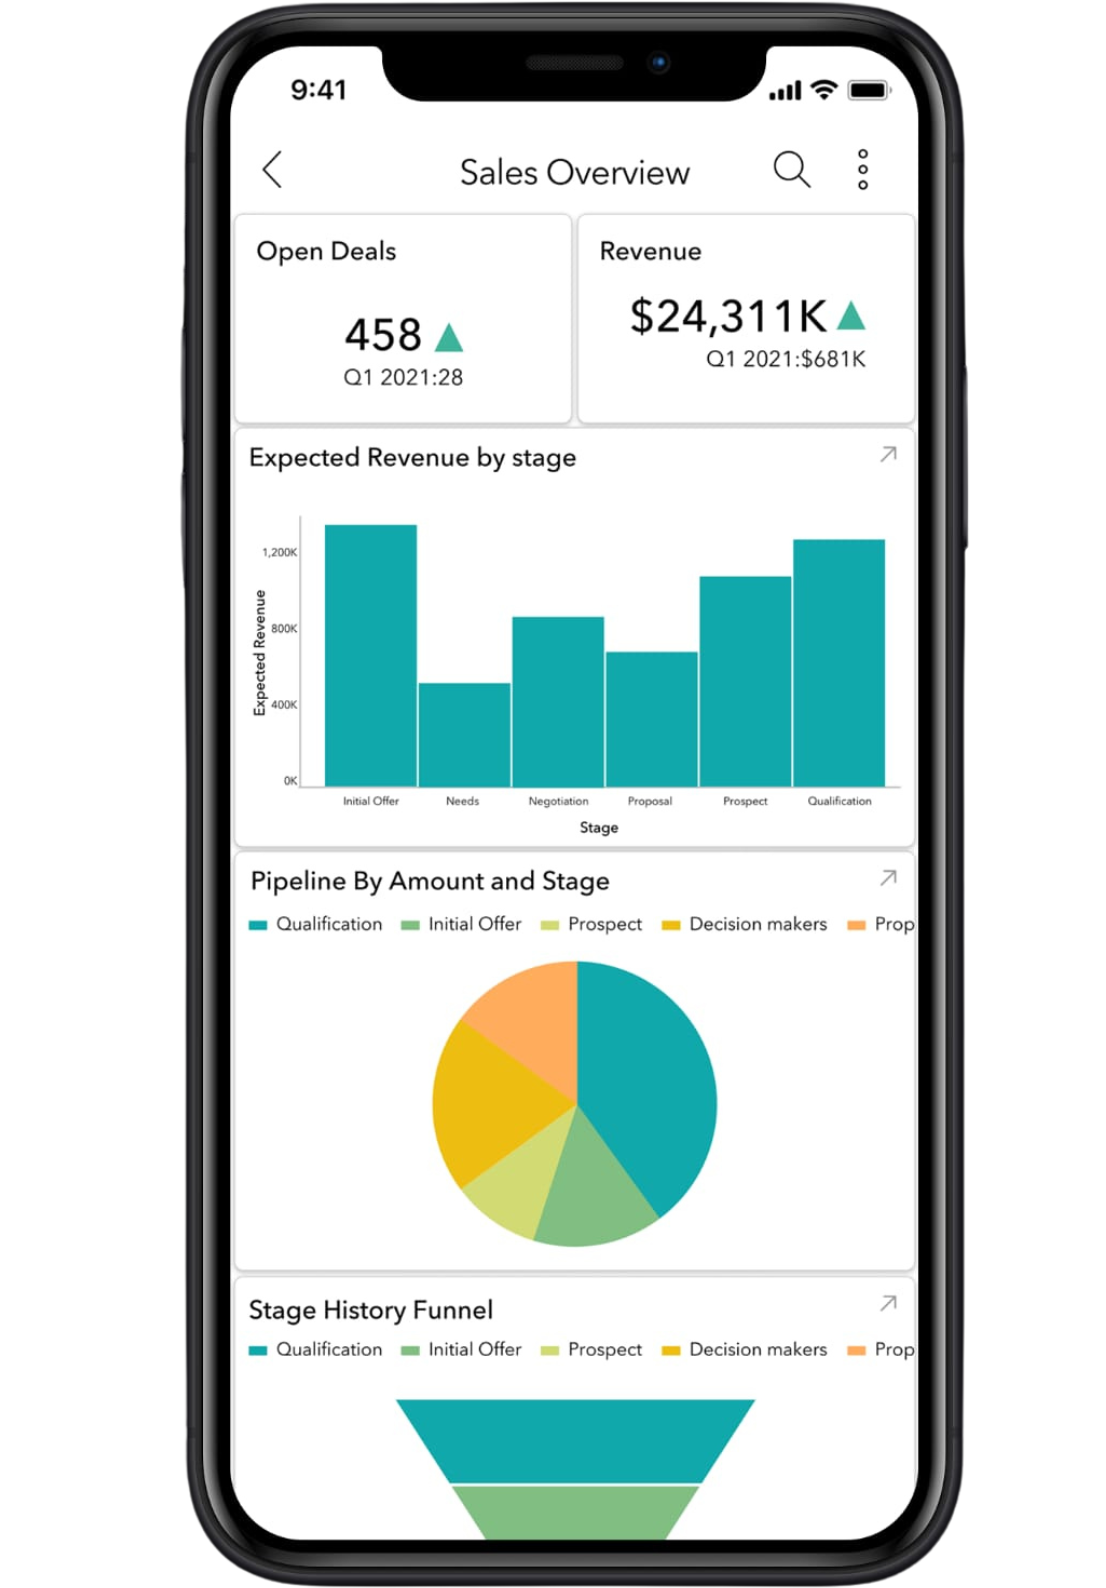 9:41
Sales Overview
Open Deals
458
Q1 2021:28
Revenue
$24,311K
Q1 2021:$681K
Expected Revenue by stage
Expected Revenue
1,200K
800K
400K
0K
Initial Offer Needs Negotiation Proposal Prospect Qualification
Stage
Pipeline By Amount and Stage
Qualification Initial Offer Prospect Decision makers Prop
Stage History Funnel
Qualification Initial Offer Prospect Decision makers Prop